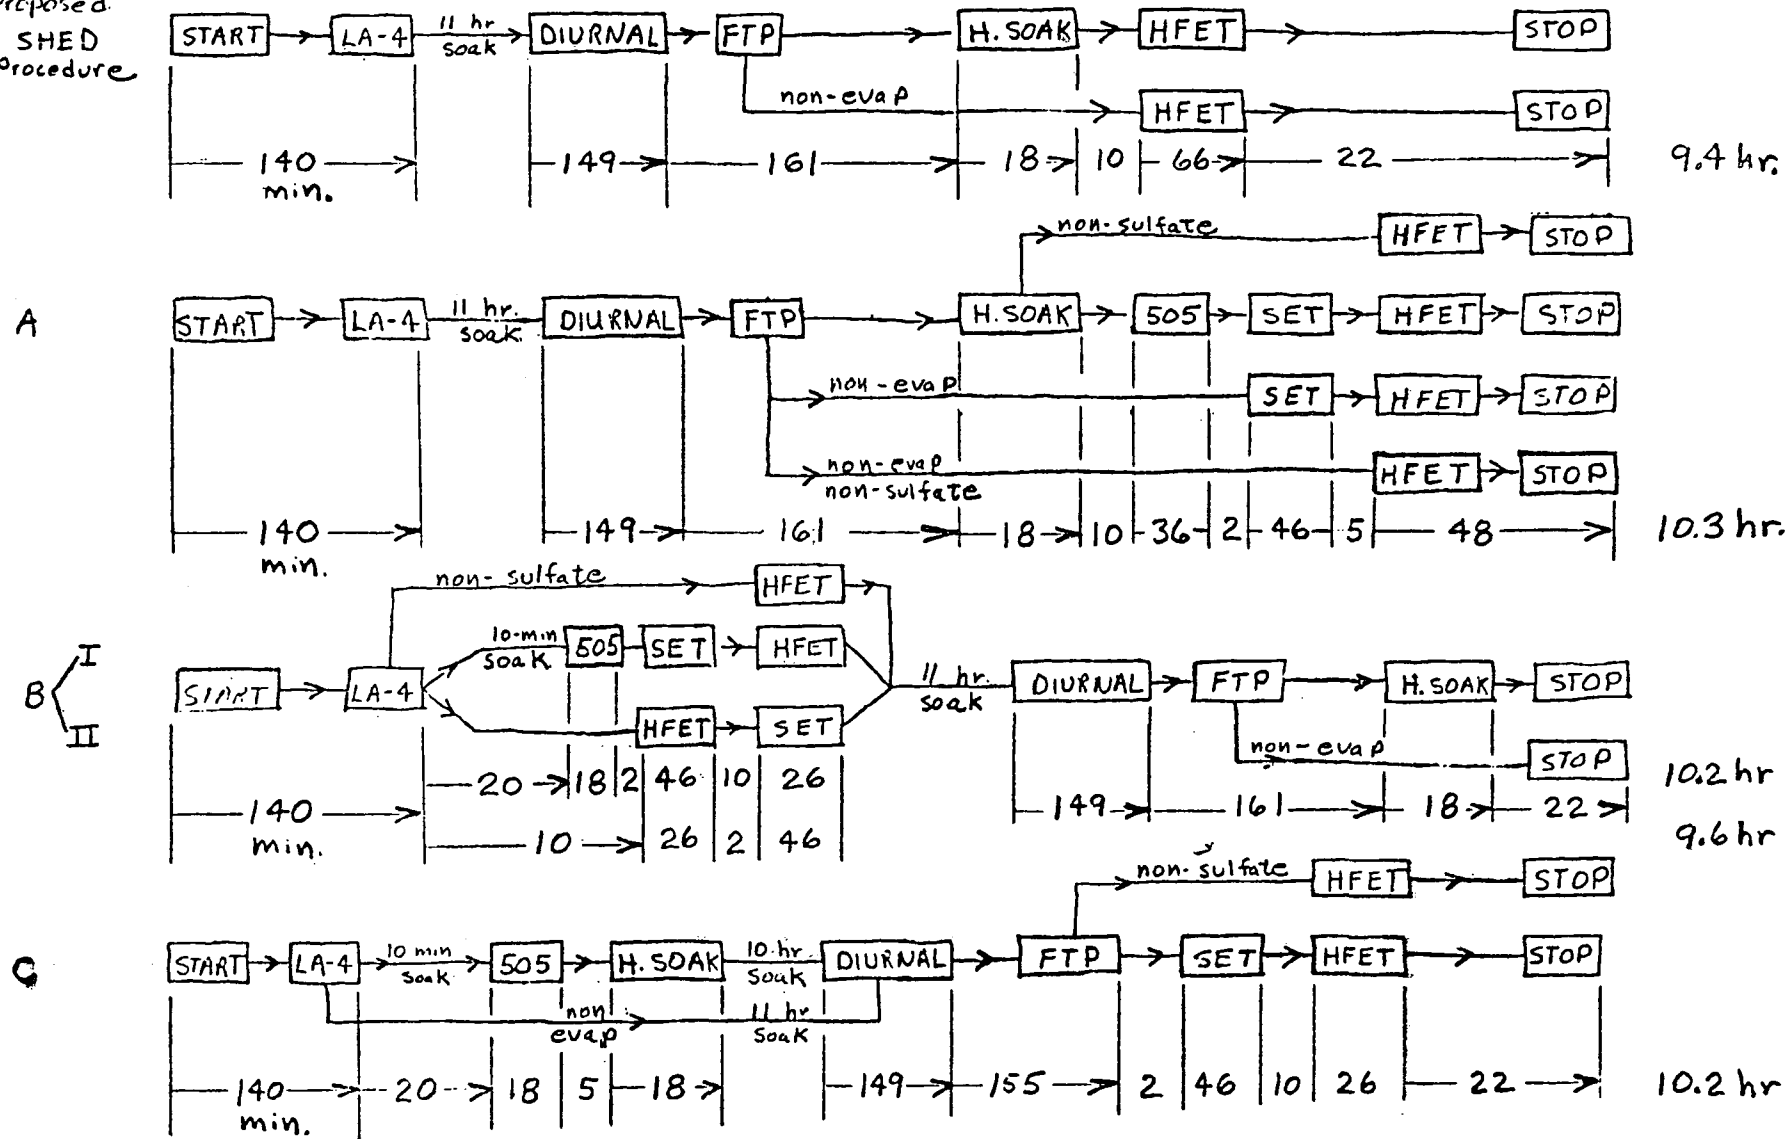 Proposed
SHED
Procedure
START LA-4 11 hr soak DIURNAL FTP H. SOAK HFET STOP
non-evap HFET STOP
140 min. 149 161 18 10 66 22 9.4 hr.
non-sulfate HFET STOP
A START LA-4 11 hr. soak DIURNAL FTP H. SOAK 505 SET HFET STOP
non-evap SET HFET STOP
non-evap non-sulfate HFET STOP
140 min. 149 161 18 10 36 2 46 5 48 10.3 hr.
non-sulfate HFET
I 10-min soak 505 SET HFET
B START LA-4 11 hr. soak DIURNAL FTP H. SOAK STOP
II HFET SET
non-evap STOP
20 18 2 46 10 26 10.2 hr
140 min. 149 161 18 22
10 26 2 46 9.6 hr
non-sulfate HFET STOP
C START LA-4 10 min soak 505 H. SOAK 10 hr soak DIURNAL FTP SET HFET STOP
non evap 11 hr soak
140 min. 20 18 5 18 149 155 2 46 10 26 22 10.2 hr